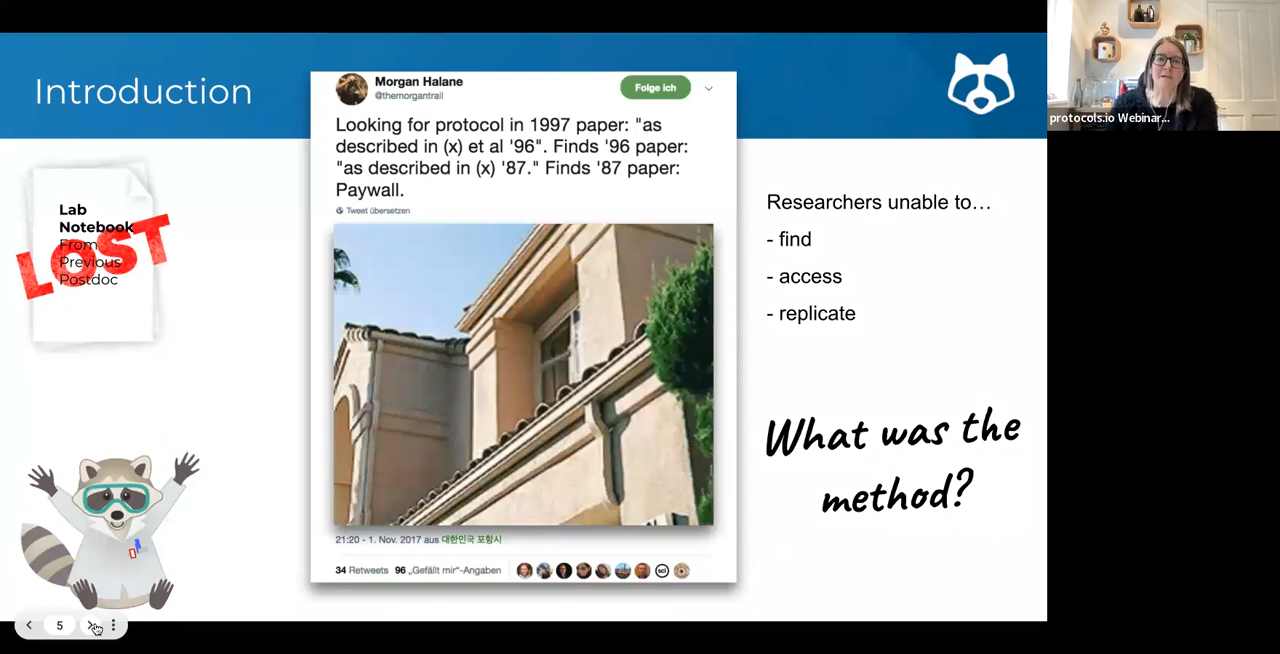 Introduction
Morgan Halane
@themorgantrail
Folge ich
Looking for protocol in 1997 paper: "as
described in (x) et al '96". Finds '96 paper:
"as described in (x) '87." Finds '87 paper:
Paywall.
Tweet übersetzen
21:20 - 1. Nov. 2017 aus 대한민국 포항시
34 Retweets 96 „Gefällt mir“-Angaben
sci
Lab
Notebook
From
Previous
Postdoc
LOST
Researchers unable to…
- find
- access
- replicate
What was the
method?
5
protocols.io Webinar...